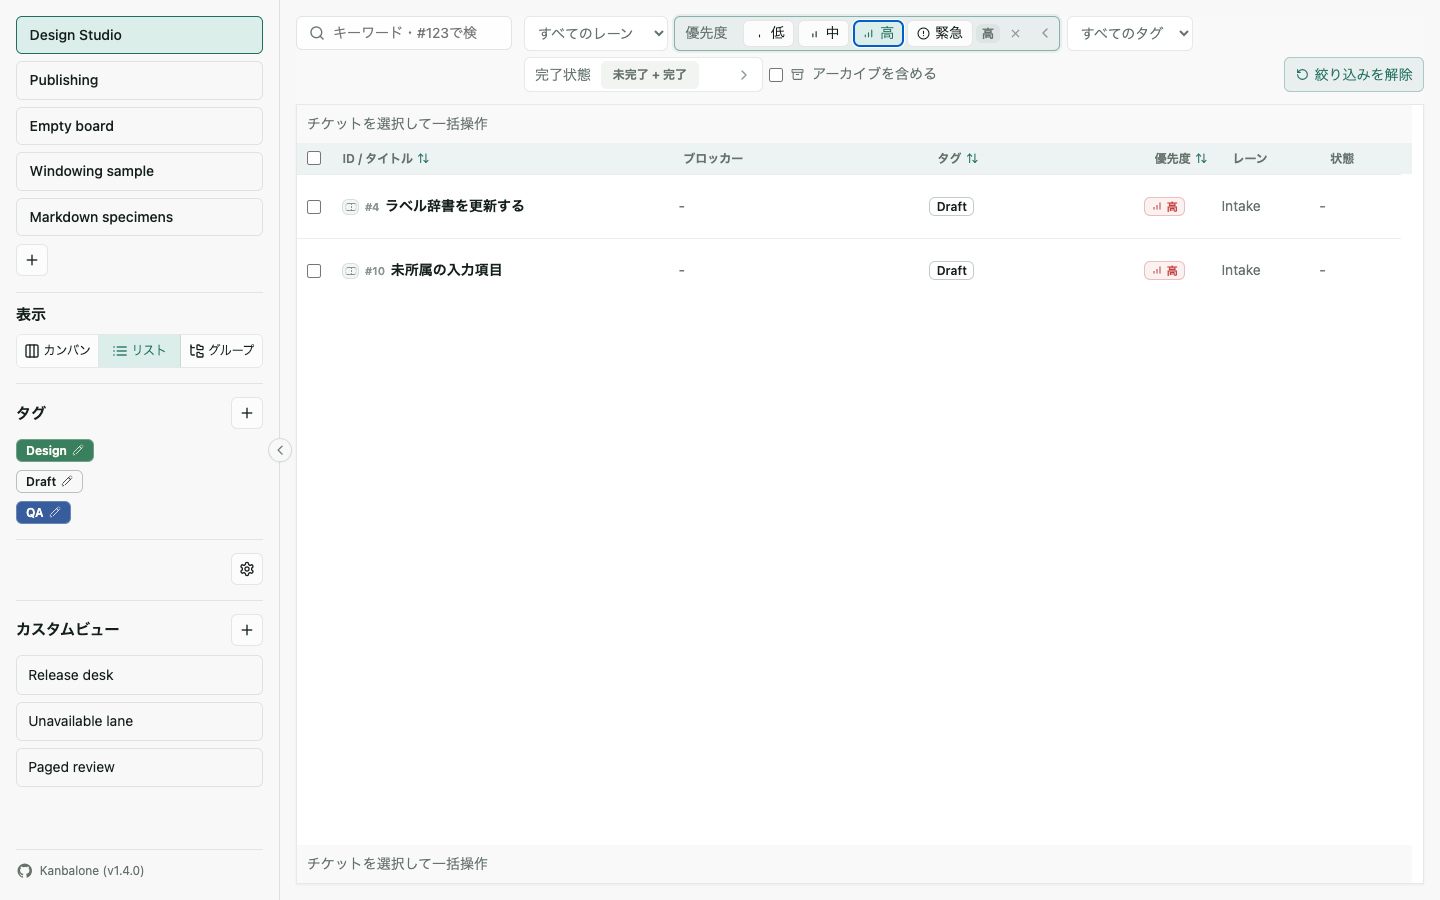 Design Studio
Publishing
Empty board
Windowing sample
Markdown specimens
表示
カンバン
リスト
グループ
タグ
Design
Draft
QA
カスタムビュー
Release desk
Unavailable lane
Paged review
Kanbalone (v1.4.0)
キーワード・#123で検
すべてのレーン
優先度
低
中
高
緊急
高
すべてのタグ
完了状態
未完了 + 完了
アーカイブを含める
絞り込みを解除
チケットを選択して一括操作
ID / タイトル
ブロッカー
タグ
優先度
レーン
状態
#4 ラベル辞書を更新する
-
Draft
高
Intake
-
#10 未所属の入力項目
-
Draft
高
Intake
-
チケットを選択して一括操作